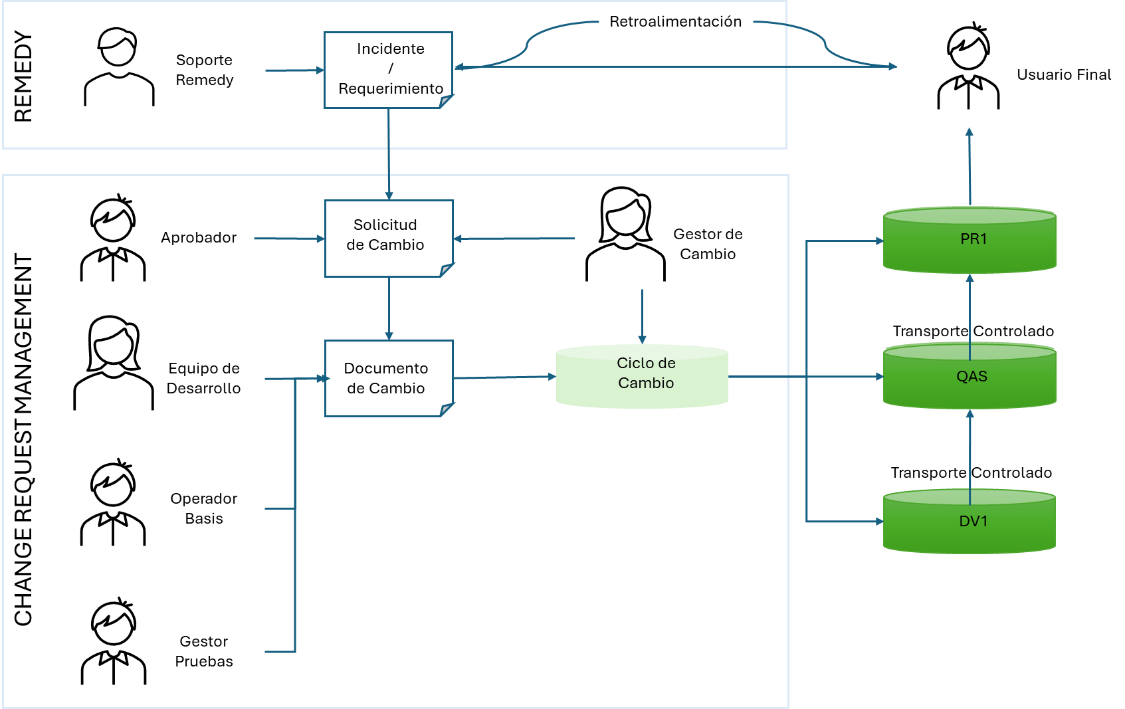 REMEDY
Soporte
Remedy
Incidente
/
Requerimiento
Retroalimentación
Usuario Final
CHANGE REQUEST MANAGEMENT
Aprobador
Solicitud
de Cambio
Gestor de
Cambio
PR1
Transporte Controlado
Equipo de
Desarrollo
Documento
de Cambio
Ciclo de
Cambio
QAS
Transporte Controlado
Operador
Basis
DV1
Gestor
Pruebas